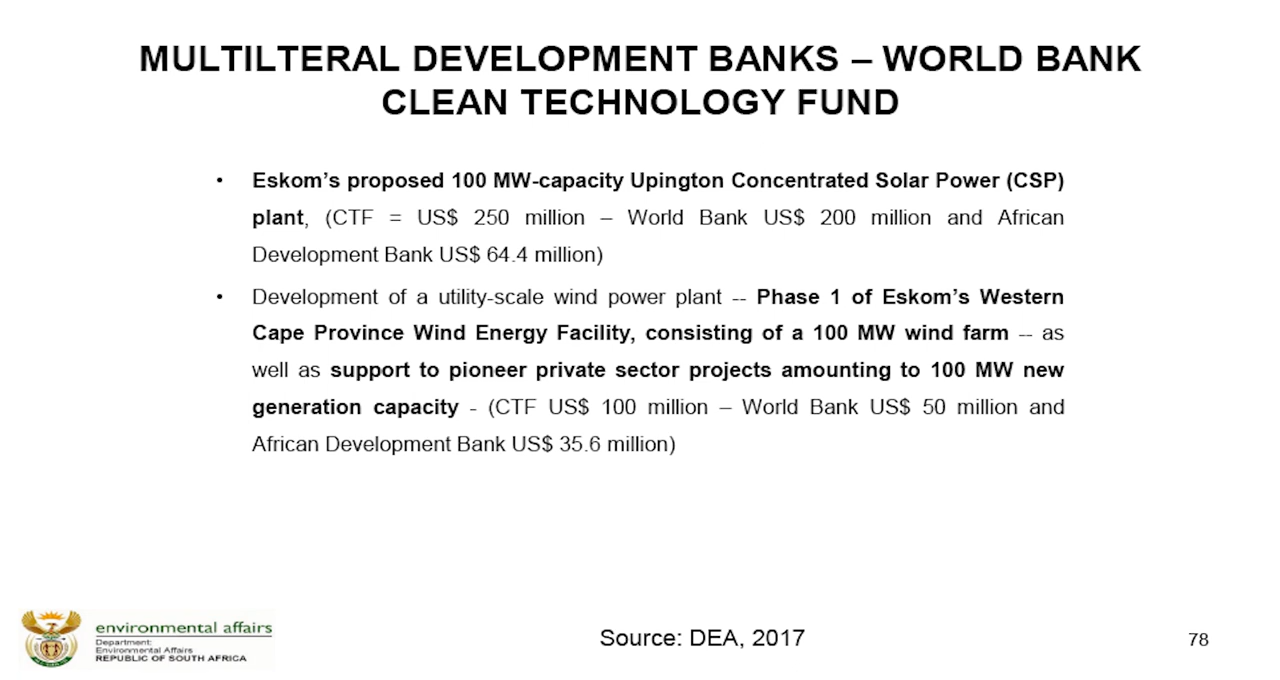 MULTILTERAL DEVELOPMENT BANKS – WORLD BANK
CLEAN TECHNOLOGY FUND
• Eskom's proposed 100 MW-capacity Upington Concentrated Solar Power (CSP)
plant, (CTF = US$ 250 million – World Bank US$ 200 million and African
Development Bank US$ 64.4 million)
• Development of a utility-scale wind power plant -- Phase 1 of Eskom's Western
Cape Province Wind Energy Facility, consisting of a 100 MW wind farm -- as
well as support to pioneer private sector projects amounting to 100 MW new
generation capacity - (CTF US$ 100 million – World Bank US$ 50 million and
African Development Bank US$ 35.6 million)
environmental affairs
Department:
Environmental Affairs
REPUBLIC OF SOUTH AFRICA
Source: DEA, 2017
78